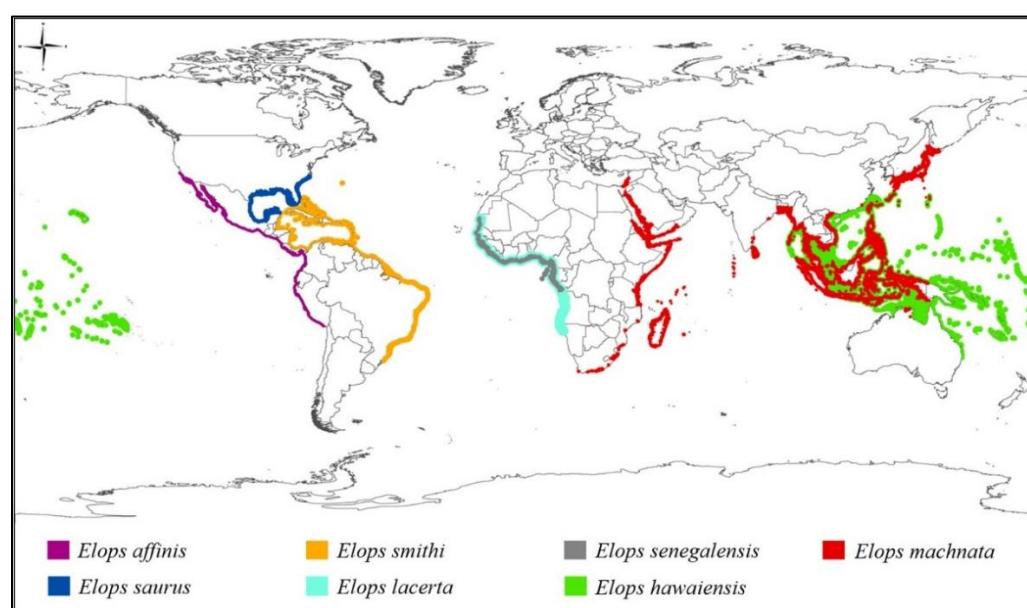 Elops affinis
Elops smithi
Elops senegalensis
Elops machnata
Elops saurus
Elops lacerta
Elops hawaiensis